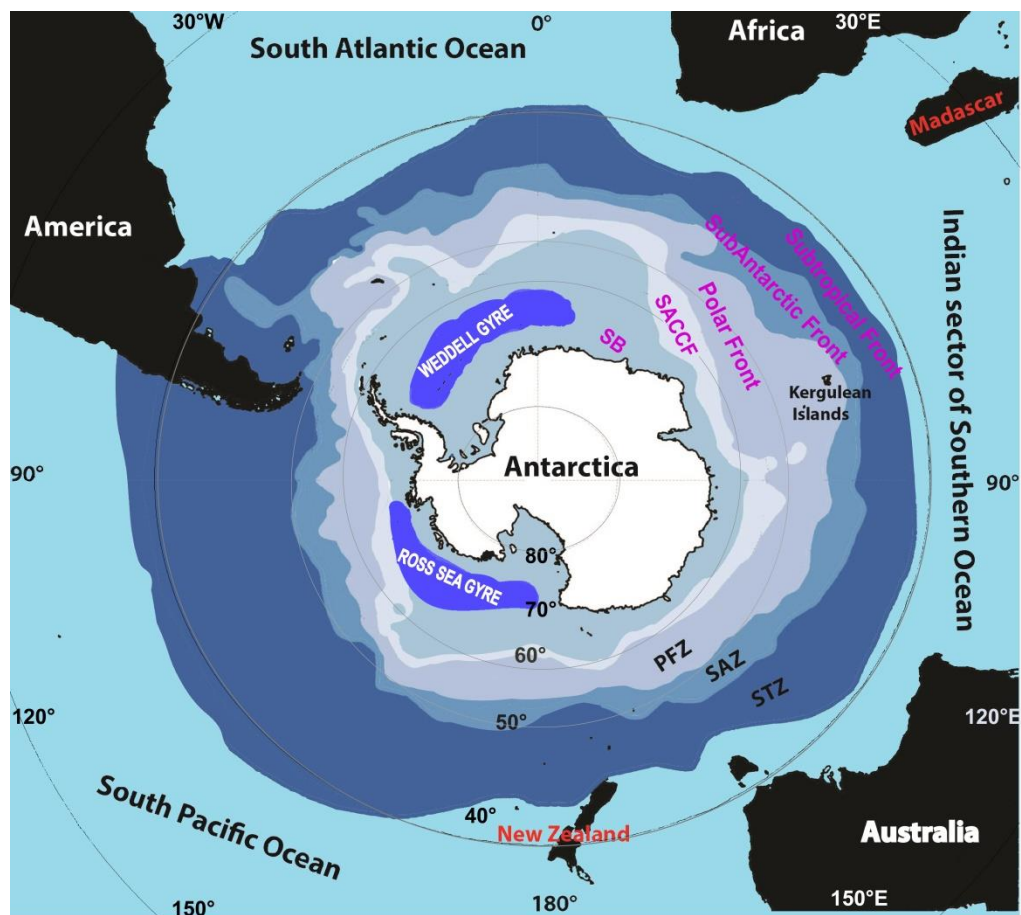 30°W
0°
Africa
30°E
South Atlantic Ocean
Madascar
America
Indian sector of Southern Ocean
SubAntarctic Front
Subtropical Front
Polar Front
SACCF
SB
WEDDELL GYRE
Kergulean
Islands
Antarctica
90°
90°
80°
ROSS SEA GYRE
70°
60°
PFZ
SAZ
STZ
50°
120°
120°E
40°
South Pacific Ocean
New Zealand
Australia
150°
180°
150°E